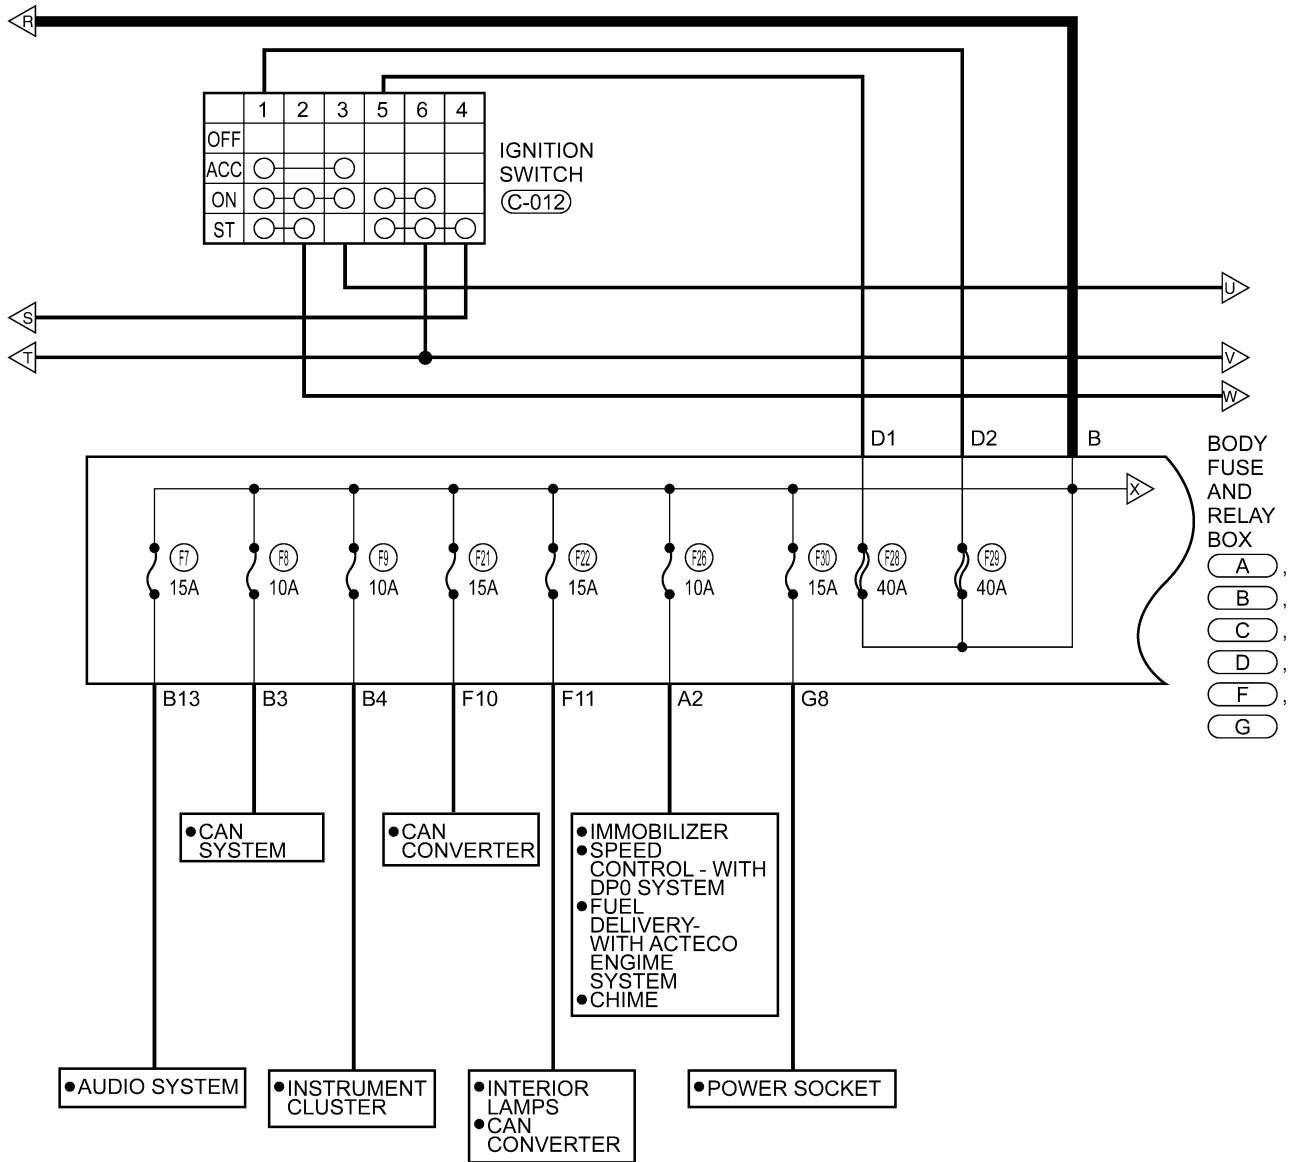 R
1 2 3 5 6 4
OFF
ACC
ON
ST
IGNITION
SWITCH
C-012
U
S
T
V
W
D1 D2 B
BODY
FUSE
AND
RELAY
BOX
A ,
B ,
C ,
D ,
F ,
G
X
F7 F8 F9 F21 F22 F26 F30 F28 F29
15A 10A 10A 15A 15A 10A 15A 40A 40A
B13 B3 B4 F10 F11 A2 G8
●CAN
SYSTEM
●CAN
CONVERTER
●IMMOBILIZER
●SPEED
CONTROL - WITH
DP0 SYSTEM
●FUEL
DELIVERY-
WITH ACTECO
ENGIME
SYSTEM
●CHIME
●AUDIO SYSTEM
●INSTRUMENT
CLUSTER
●INTERIOR
LAMPS
●CAN
CONVERTER
●POWER SOCKET